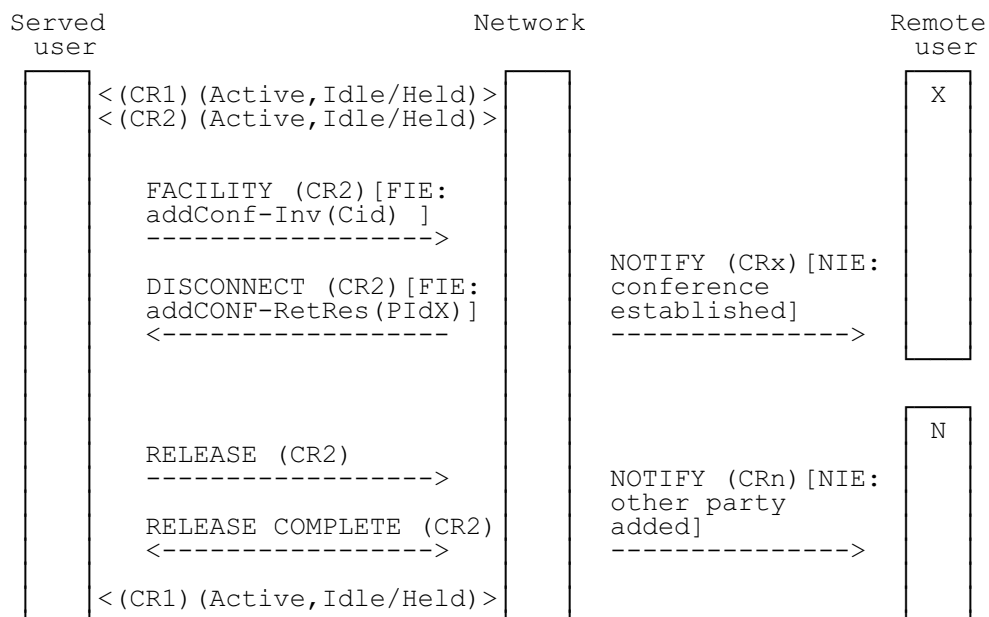 Served Network Remote
user user
<(CR1)(Active,Idle/Held)> X
<(CR2)(Active,Idle/Held)>
FACILITY (CR2)[FIE:
addConf-Inv(Cid) ]
------------------>
NOTIFY (CRx)[NIE:
DISCONNECT (CR2)[FIE: conference
addCONF-RetRes(PIdX)] established]
<------------------ --------------->
N
RELEASE (CR2)
------------------> NOTIFY (CRn)[NIE:
other party
RELEASE COMPLETE (CR2) added]
<-----------------> --------------->
<(CR1)(Active,Idle/Held)>